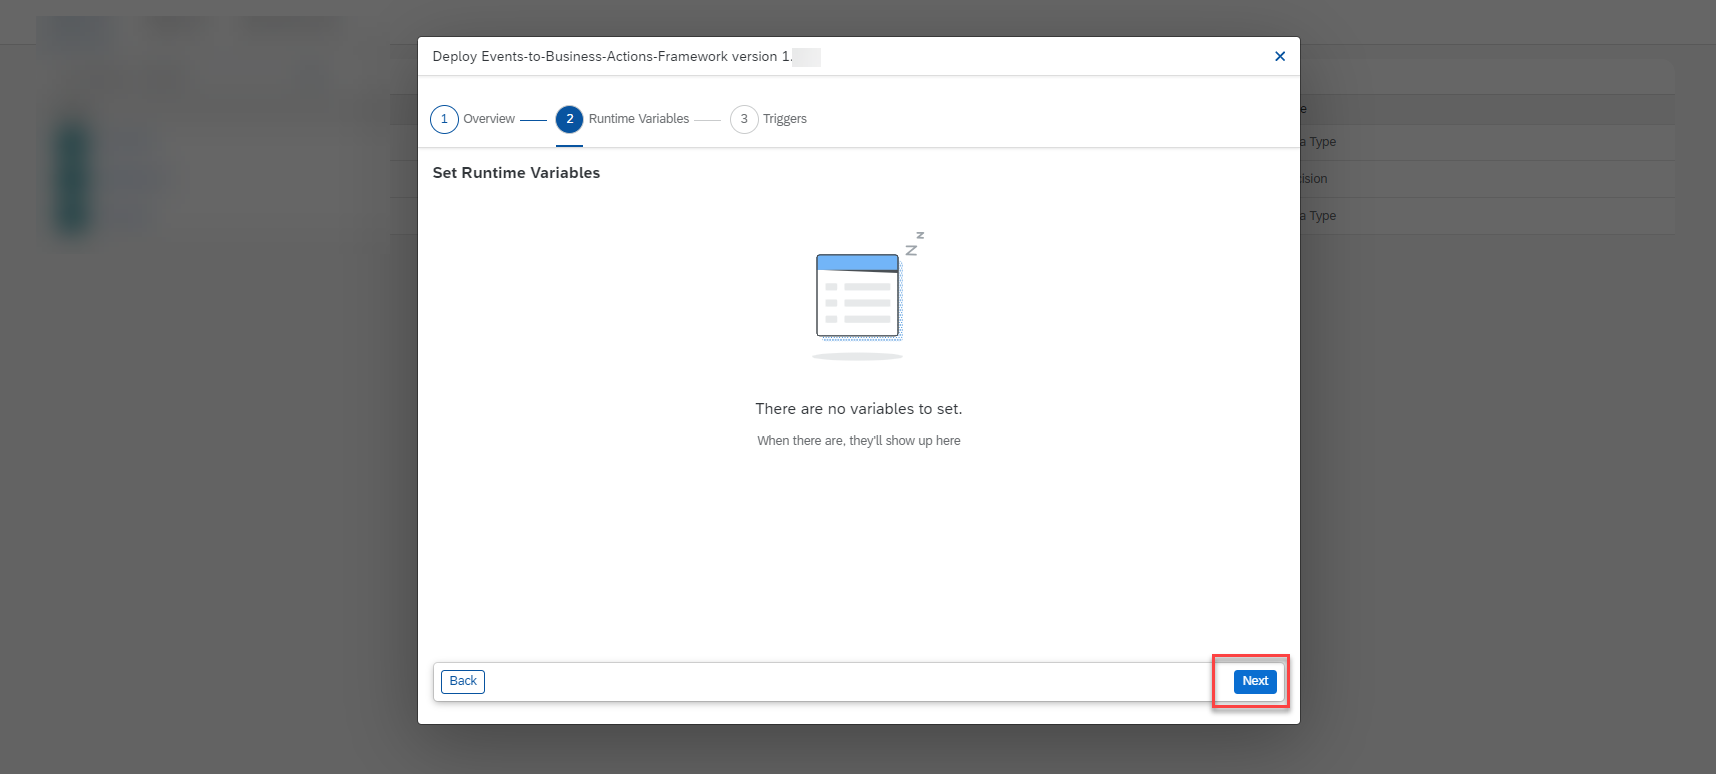 Deploy Events-to-Business-Actions-Framework version 1.
1 Overview 2 Runtime Variables 3 Triggers
Set Runtime Variables
a Type
ision
a Type
z
z
There are no variables to set.
When there are, they'll show up here
Back Next